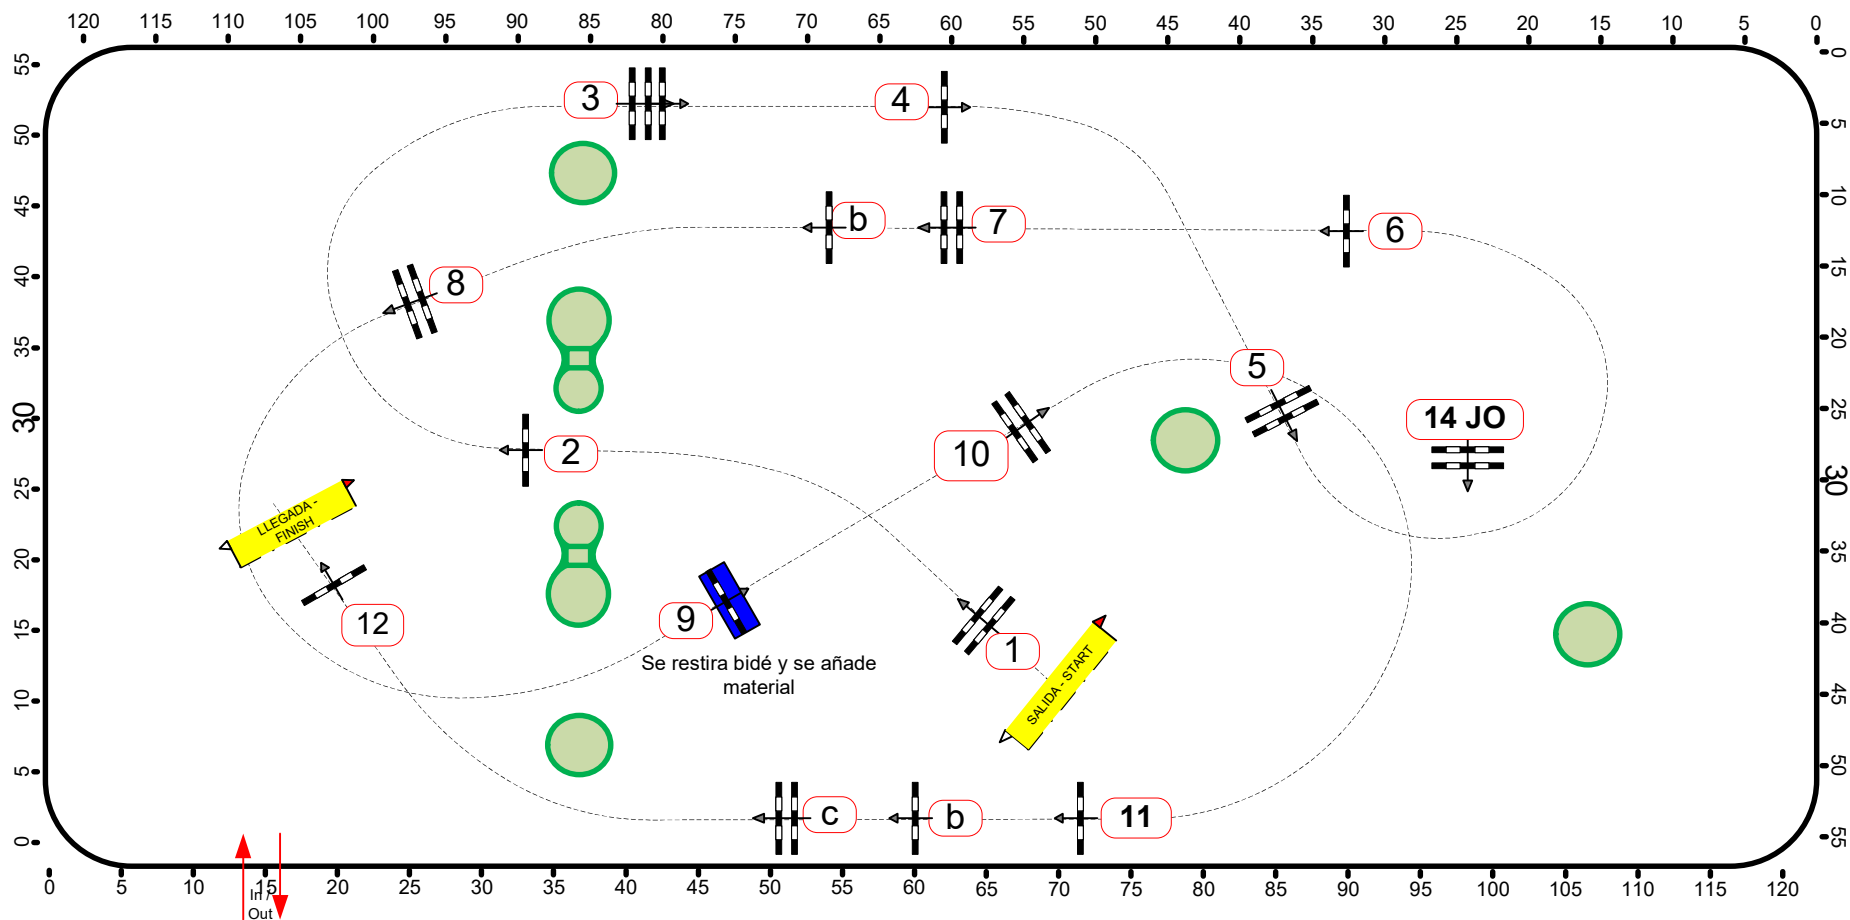 120 115 110 105 100 95 90 85 80 75 70 65 60 55 50 45 40 35 30 25 20 15 10 5 0
55 50 45 40 35 30 25 20 15 10 5 0
0 5 10 15 20 25 30 35 40 45 50 55
3
4
b
7
6
8
5
14 JO
2
10
LLEGADA -
FINISH
12
9
1
Se restira bidé y se añade
material
SALIDA - START
c
b
11
0 5 10 15 20 25 30 35 40 45 50 55 60 65 70 75 80 85 90 95 100 105 110 115 120
In /
Out